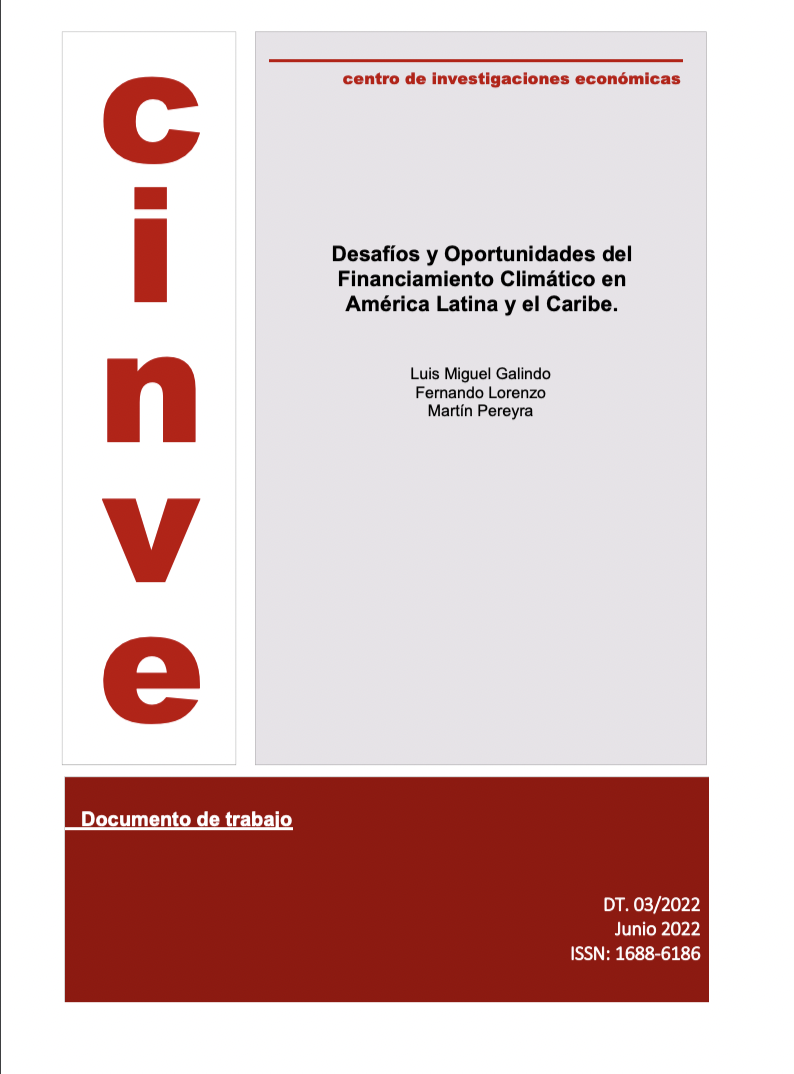 cinve
centro de investigaciones económicas
Desafíos y Oportunidades del
Financiamiento Climático en
América Latina y el Caribe.
Luis Miguel Galindo
Fernando Lorenzo
Martín Pereyra
Documento de trabajo
DT. 03/2022
Junio 2022
ISSN: 1688-6186